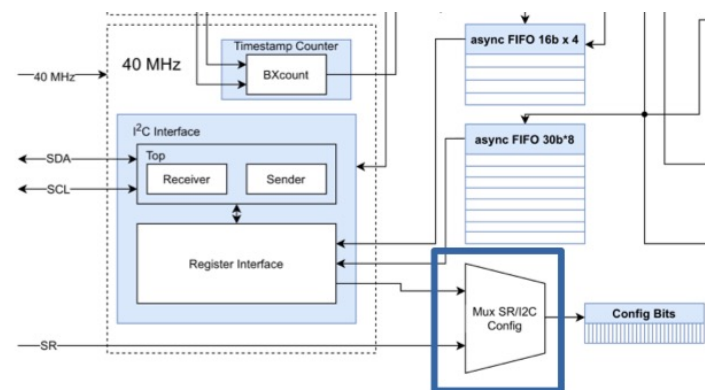 Timestamp Counter
async FIFO 16b x 4
40 MHz
40 MHz
BXcount
I²C Interface
async FIFO 30b*8
SDA
Top
Receiver
Sender
SCL
Register Interface
Mux SR/I2C
Config
Config Bits
SR